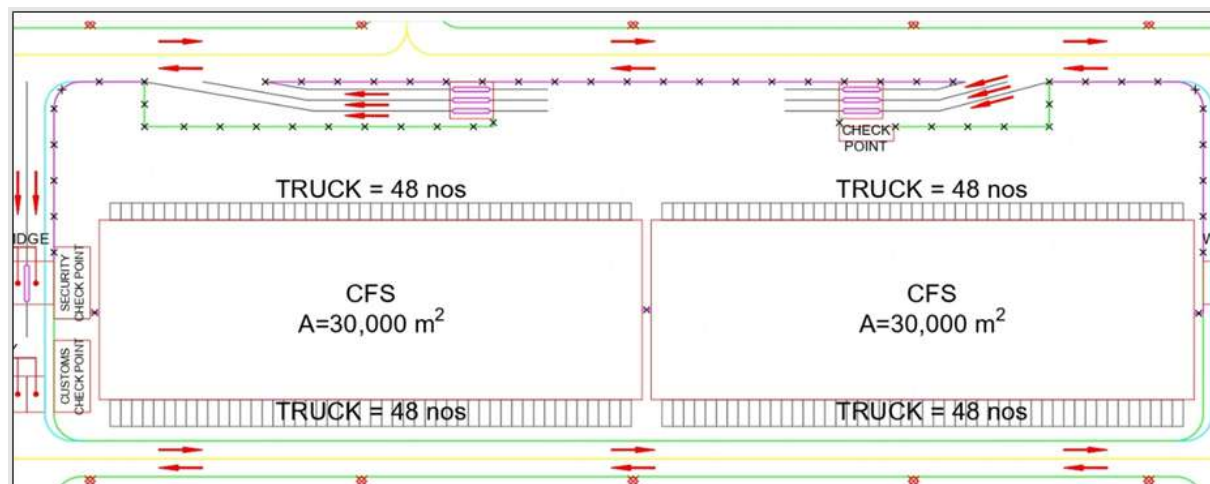 CHECK
POINT
TRUCK = 48 nos
TRUCK = 48 nos
IDGE
SECURITY
CHECK POINT
CFS
A=30,000 m²
CFS
A=30,000 m²
CUSTOMS
CHECK POINT
TRUCK = 48 nos
TRUCK = 48 nos